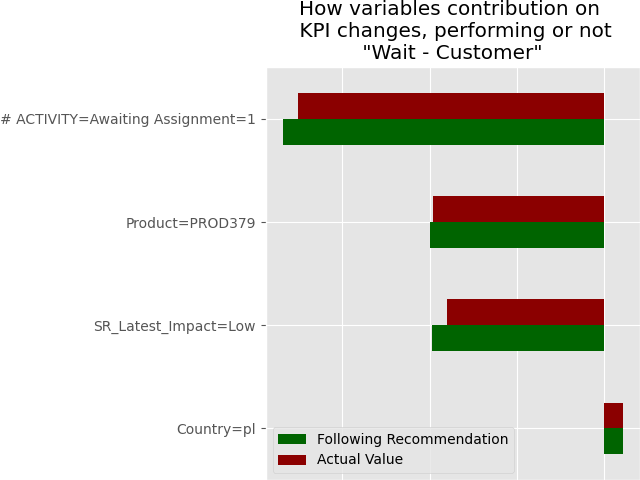 How variables contribution on
KPI changes, performing or not
"Wait - Customer"
# ACTIVITY=Awaiting Assignment=1
Product=PROD379
SR_Latest_Impact=Low
Country=pl
Following Recommendation
Actual Value